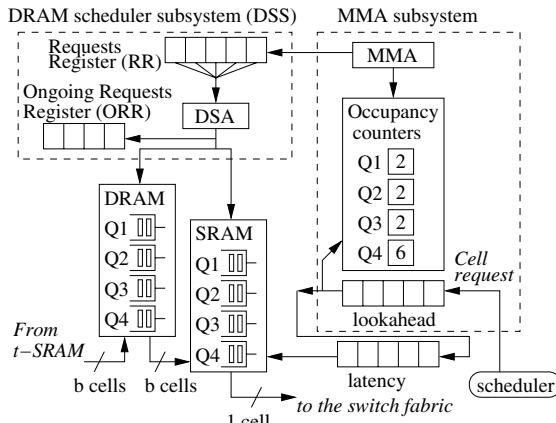 DRAM scheduler subsystem (DSS)
MMA subsystem
Requests
Register (RR)
MMA
Ongoing Requests
Register (ORR)
DSA
Occupancy
counters
Q1 2
Q2 2
Q3 2
Q4 6
DRAM
Q1
Q2
Q3
Q4
SRAM
Q1
Q2
Q3
Q4
Cell
request
lookahead
From
t−SRAM
b cells
b cells
latency
scheduler
to the switch fabric
1 cell